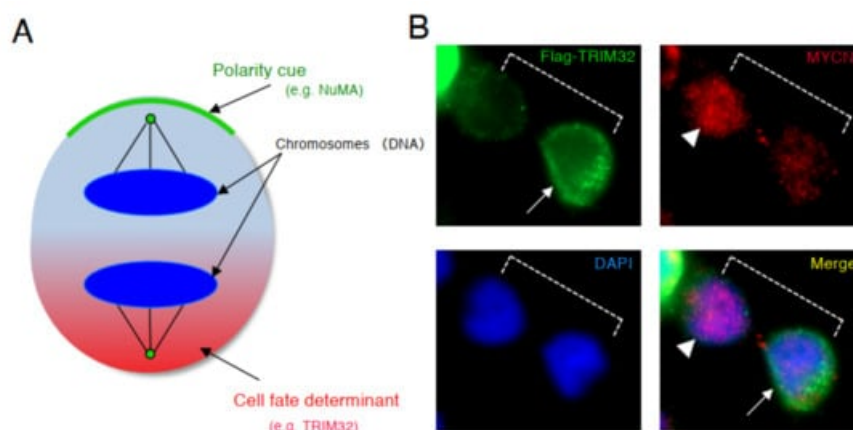 A
Polarity cue
(e.g. NuMA)
Chromosomes (DNA)
Cell fate determinant
(e.g. TRIM32)
B
Flag-TRIM32
MYCN
DAPI
Merge